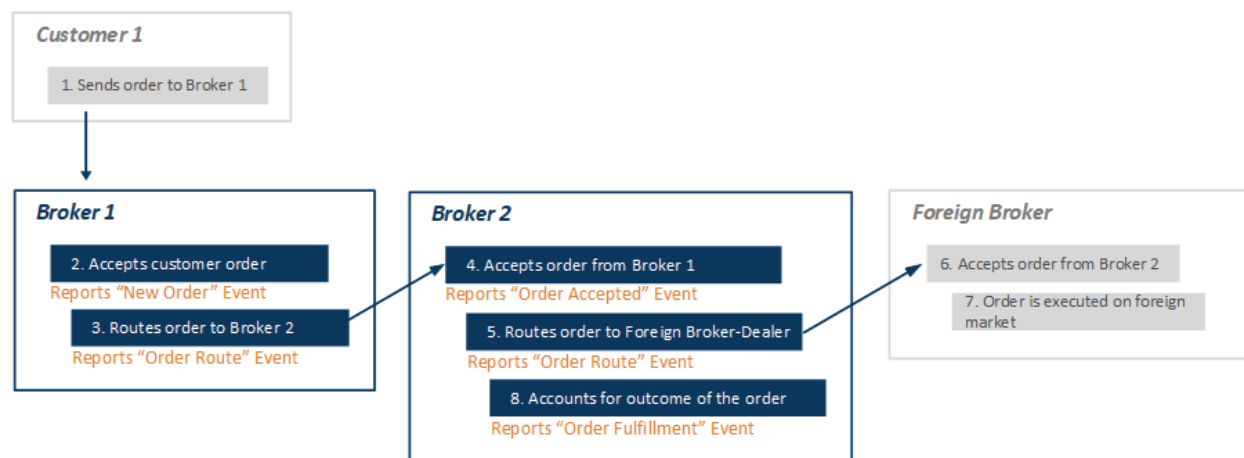 Customer 1
1. Sends order to Broker 1
Broker 1
2. Accepts customer order
Reports “New Order” Event
3. Routes order to Broker 2
Reports “Order Route” Event
Broker 2
4. Accepts order from Broker 1
Reports “Order Accepted” Event
5. Routes order to Foreign Broker-Dealer
Reports “Order Route” Event
8. Accounts for outcome of the order
Reports “Order Fulfillment” Event
Foreign Broker
6. Accepts order from Broker 2
7. Order is executed on foreign
market